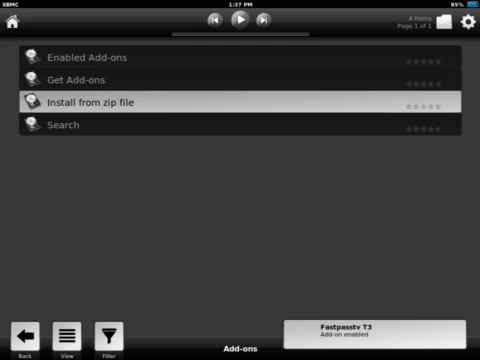 XBMC
1:37 PM
85%
4 Items
Page 1 of 1
Enabled Add-ons
Get Add-ons
Install from zip file
Search
Back
View
Filter
Add-ons
Fastpasstv T3
Add-on enabled